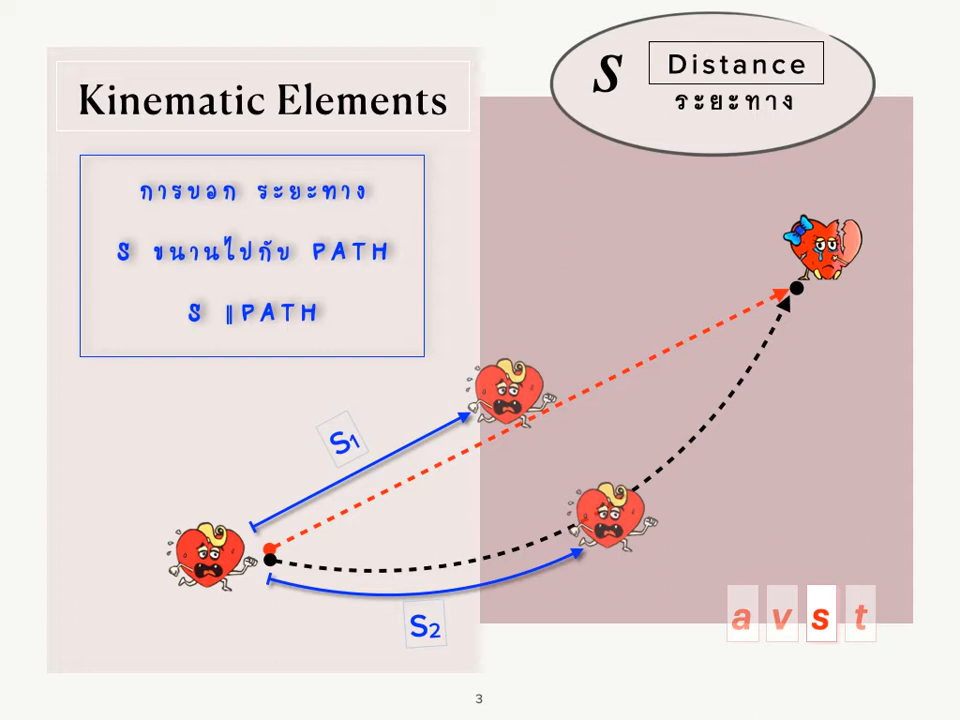 S
Distance
ระยะทาง
Kinematic Elements
การบอก ระยะทาง
S ขนานไปกับ PATH
S ∥PATH
S1
S2
a v s t
3